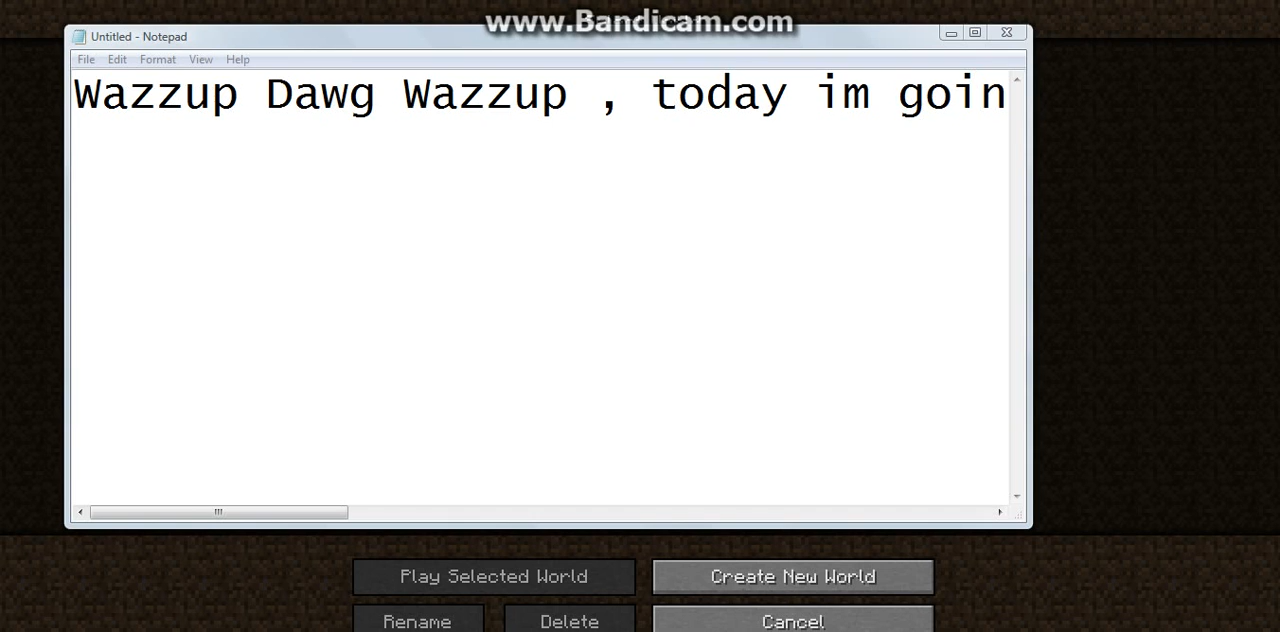 www.Bandicam.com
Untitled - Notepad
File Edit Format View Help
Wazzup Dawg Wazzup , today im goin
Play Selected World Create New World
Rename Delete Cancel